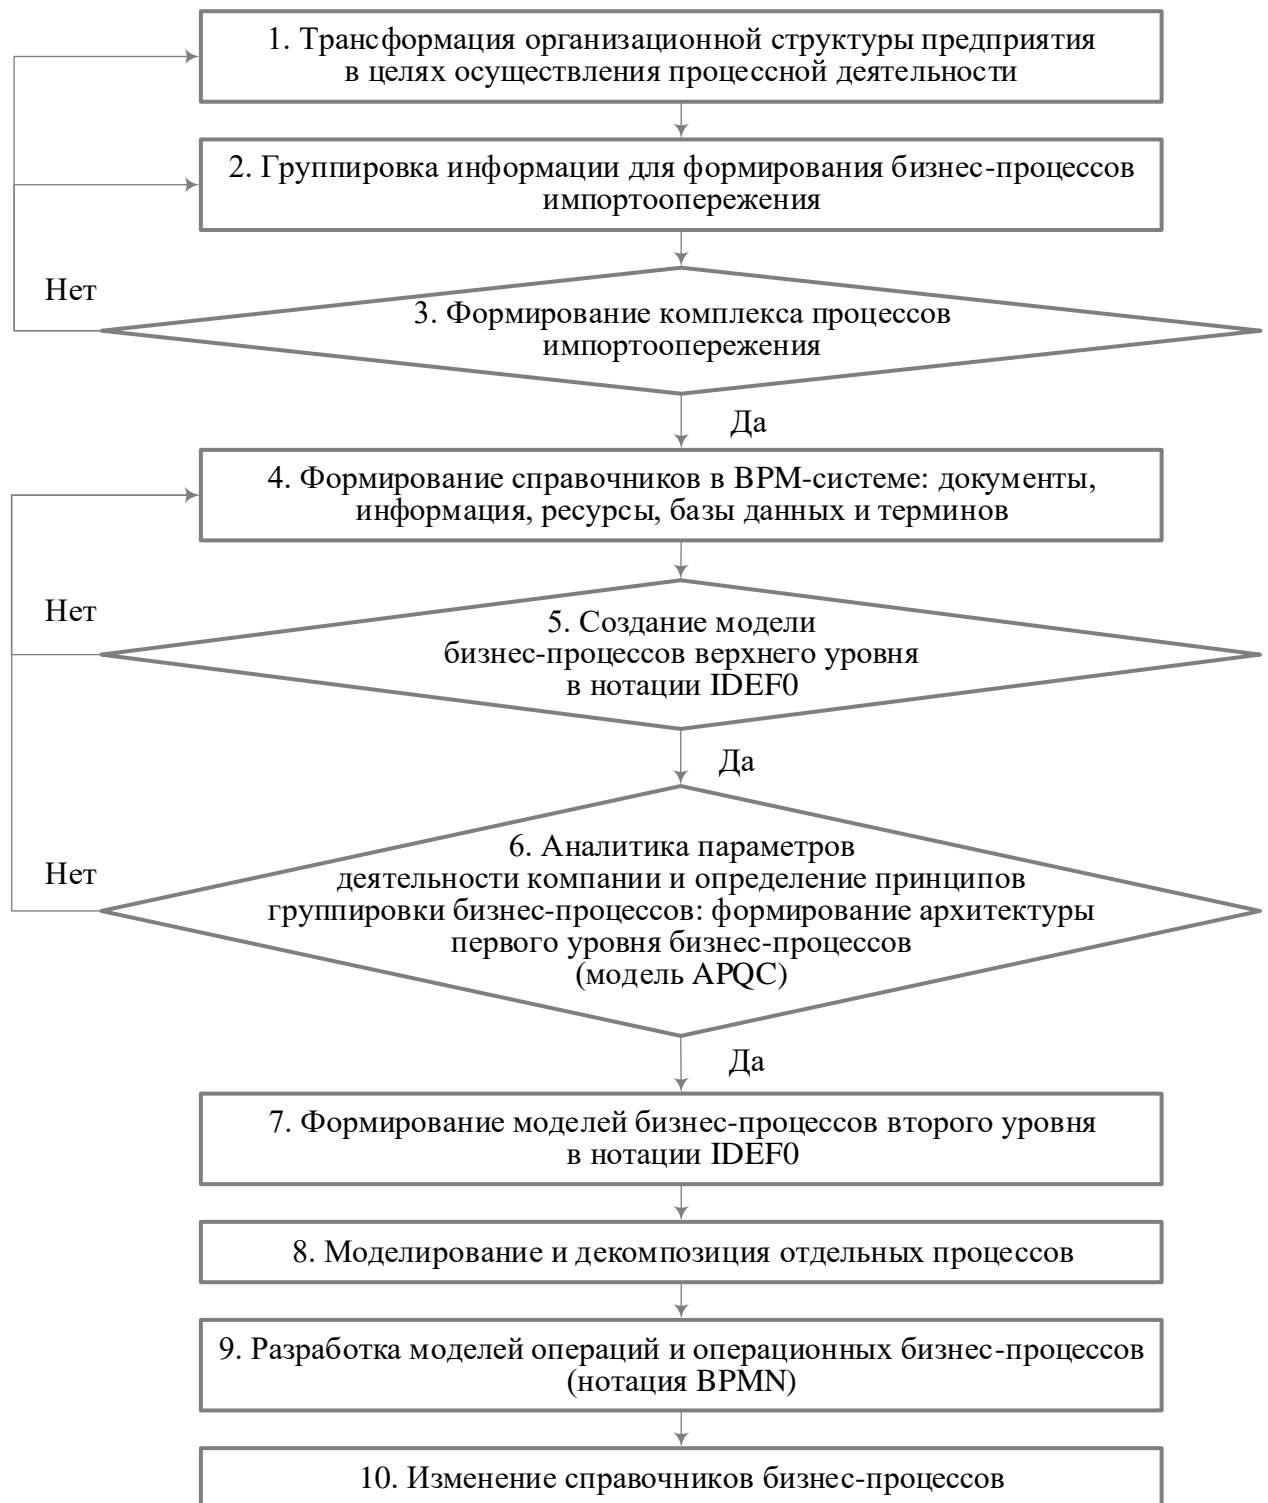 1. Трансформация организационной структуры предприятия
в целях осуществления процессной деятельности
2. Группировка информации для формирования бизнес-процессов
импортоопережения
Нет
3. Формирование комплекса процессов
импортоопережения
Да
4. Формирование справочников в BPM-системе: документы,
информация, ресурсы, базы данных и терминов
Нет
5. Создание модели
бизнес-процессов верхнего уровня
в нотации IDEF0
Да
Нет
6. Аналитика параметров
деятельности компании и определение принципов
группировки бизнес-процессов: формирование архитектуры
первого уровня бизнес-процессов
(модель APQC)
Да
7. Формирование моделей бизнес-процессов второго уровня
в нотации IDEF0
8. Моделирование и декомпозиция отдельных процессов
9. Разработка моделей операций и операционных бизнес-процессов
(нотация BPMN)
10. Изменение справочников бизнес-процессов